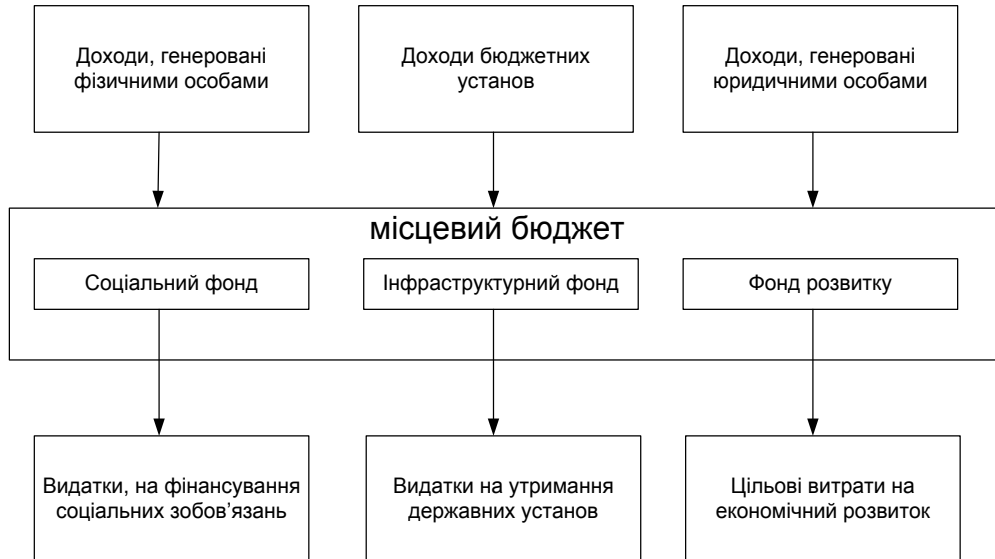 Доходи, генеровані
фізичними особами
Доходи бюджетних
установ
Доходи, генеровані
юридичними особами
місцевий бюджет
Соціальний фонд
Інфраструктурний фонд
Фонд розвитку
Видатки, на фінансування
соціальних зобов’язань
Видатки на утримання
державних установ
Цільові витрати на
економічний розвиток